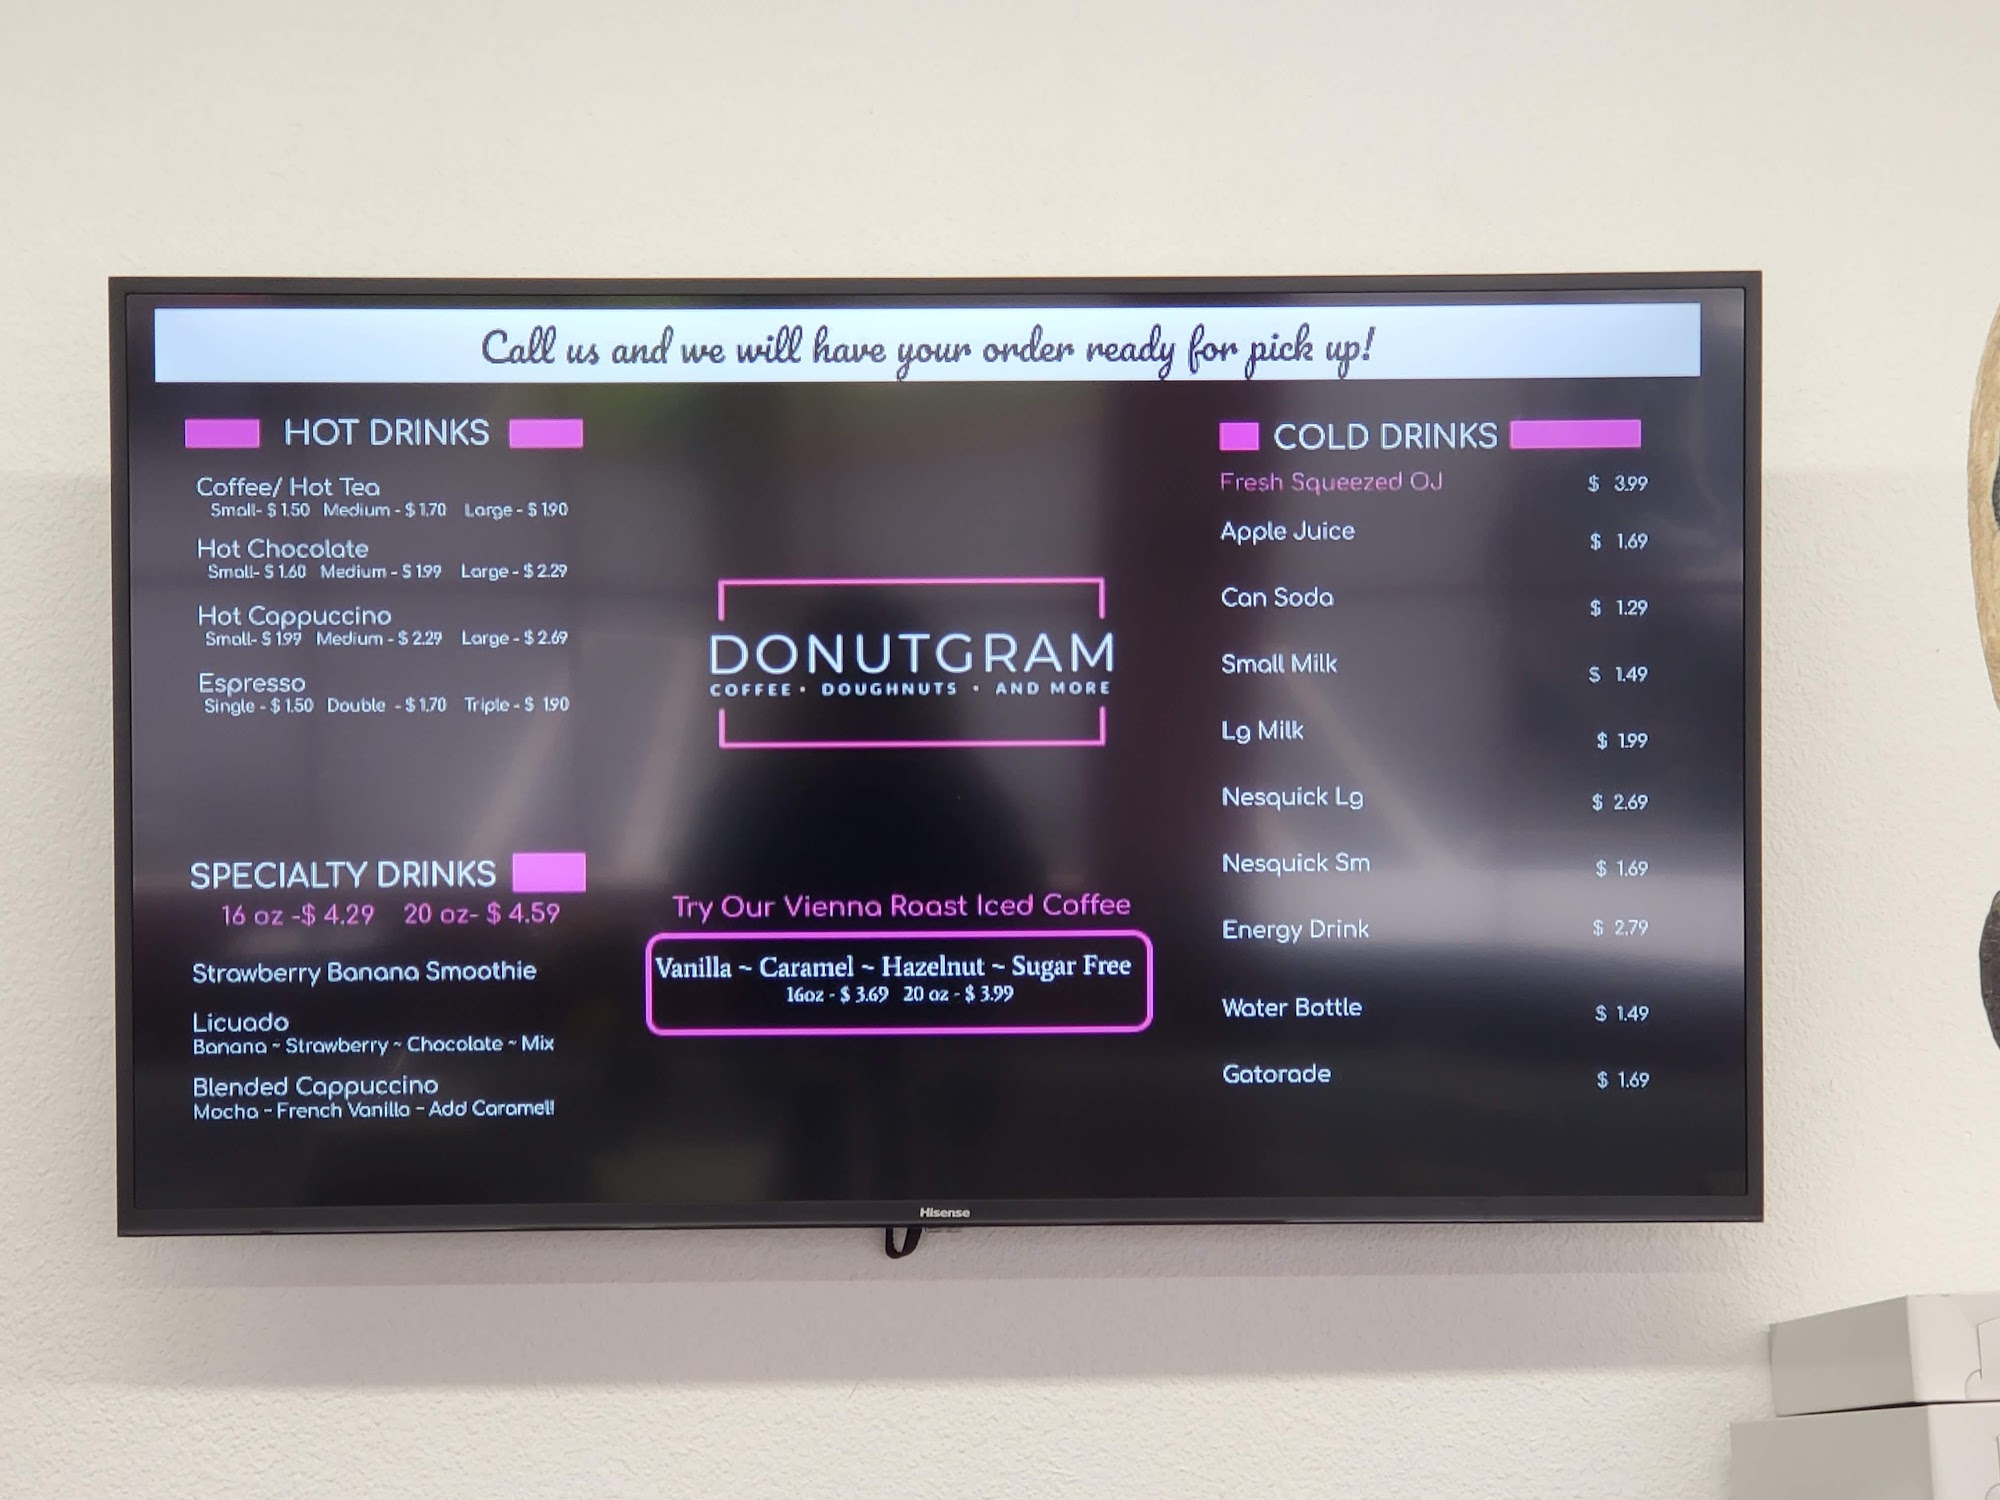 Call us and we will have your order ready for pick up!
HOT DRINKS
Coffee/ Hot Tea
Small- $ 1.50 Medium - $ 1.70 Large - $ 1.90
Hot Chocolate
Small- $ 1.60 Medium - $ 1.99 Large - $ 2.29
Hot Cappuccino
Small- $ 1.99 Medium - $ 2.29 Large - $ 2.69
Espresso
Single - $ 1.50 Double - $ 1.70 Triple - $ 1.90
SPECIALTY DRINKS
16 oz -$ 4.29 20 oz- $ 4.59
Strawberry Banana Smoothie
Licuado
Banana ~ Strawberry ~ Chocolate ~ Mix
Blended Cappuccino
Mocha ~ French Vanilla ~ Add Caramel!
DONUTGRAM
COFFEE • DOUGHNUTS • AND MORE
Try Our Vienna Roast Iced Coffee
Vanilla ~ Caramel ~ Hazelnut ~ Sugar Free
16oz - $ 3.69 20 oz - $ 3.99
COLD DRINKS
Fresh Squeezed OJ $ 3.99
Apple Juice $ 1.69
Can Soda $ 1.29
Small Milk $ 1.49
Lg Milk $ 1.99
Nesquick Lg $ 2.69
Nesquick Sm $ 1.69
Energy Drink $ 2.79
Water Bottle $ 1.49
Gatorade $ 1.69
Hisense